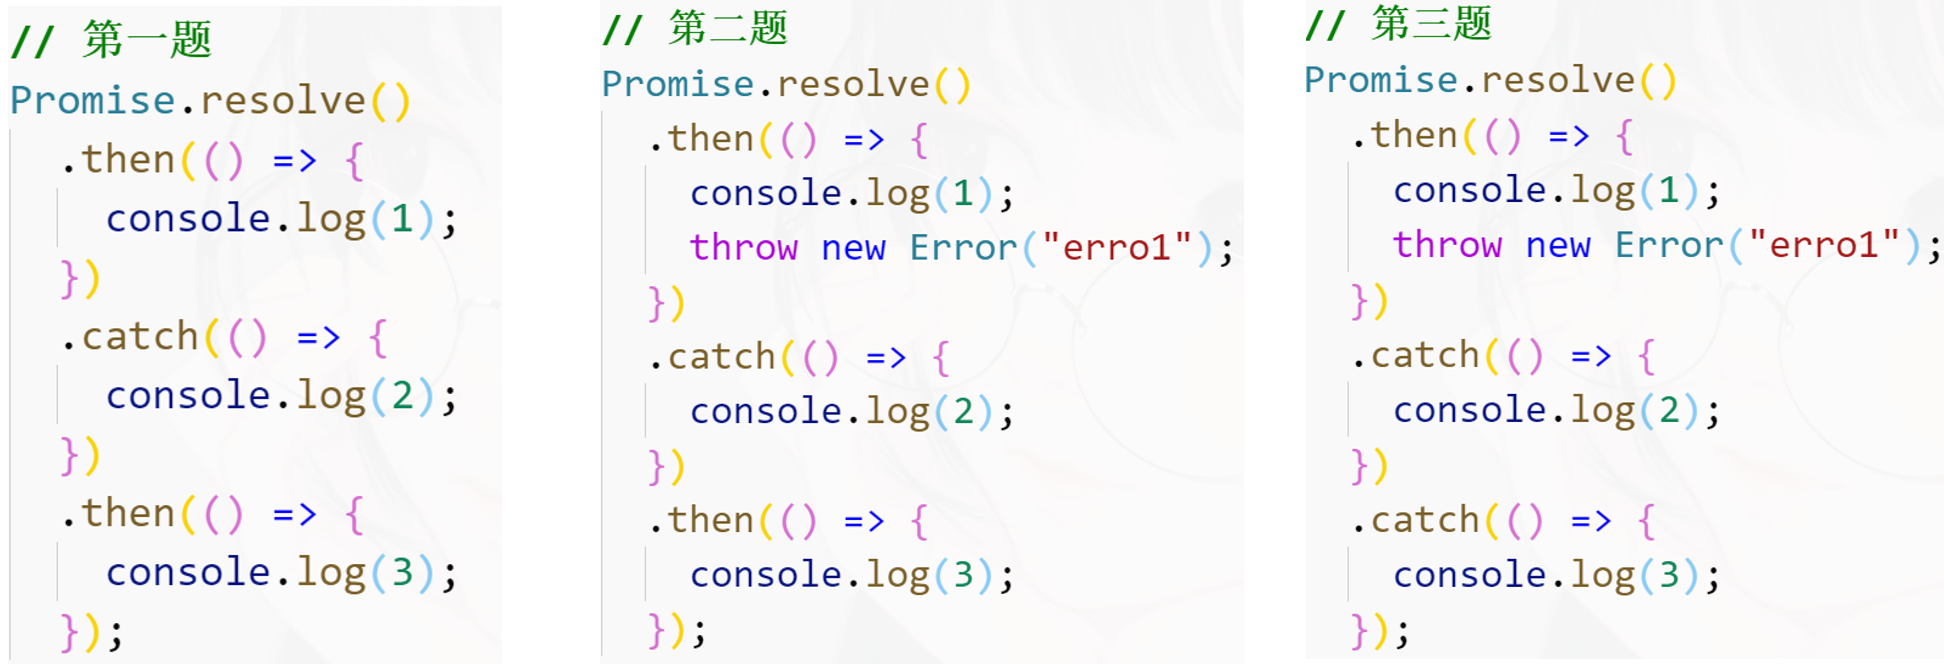 // 第一题
Promise.resolve()
  .then(() => {
    console.log(1);
  })
  .catch(() => {
    console.log(2);
  })
  .then(() => {
    console.log(3);
  });
// 第二题
Promise.resolve()
  .then(() => {
    console.log(1);
    throw new Error("erro1");
  })
  .catch(() => {
    console.log(2);
  })
  .then(() => {
    console.log(3);
  });
// 第三题
Promise.resolve()
  .then(() => {
    console.log(1);
    throw new Error("erro1");
  })
  .catch(() => {
    console.log(2);
  })
  .catch(() => {
    console.log(3);
  });